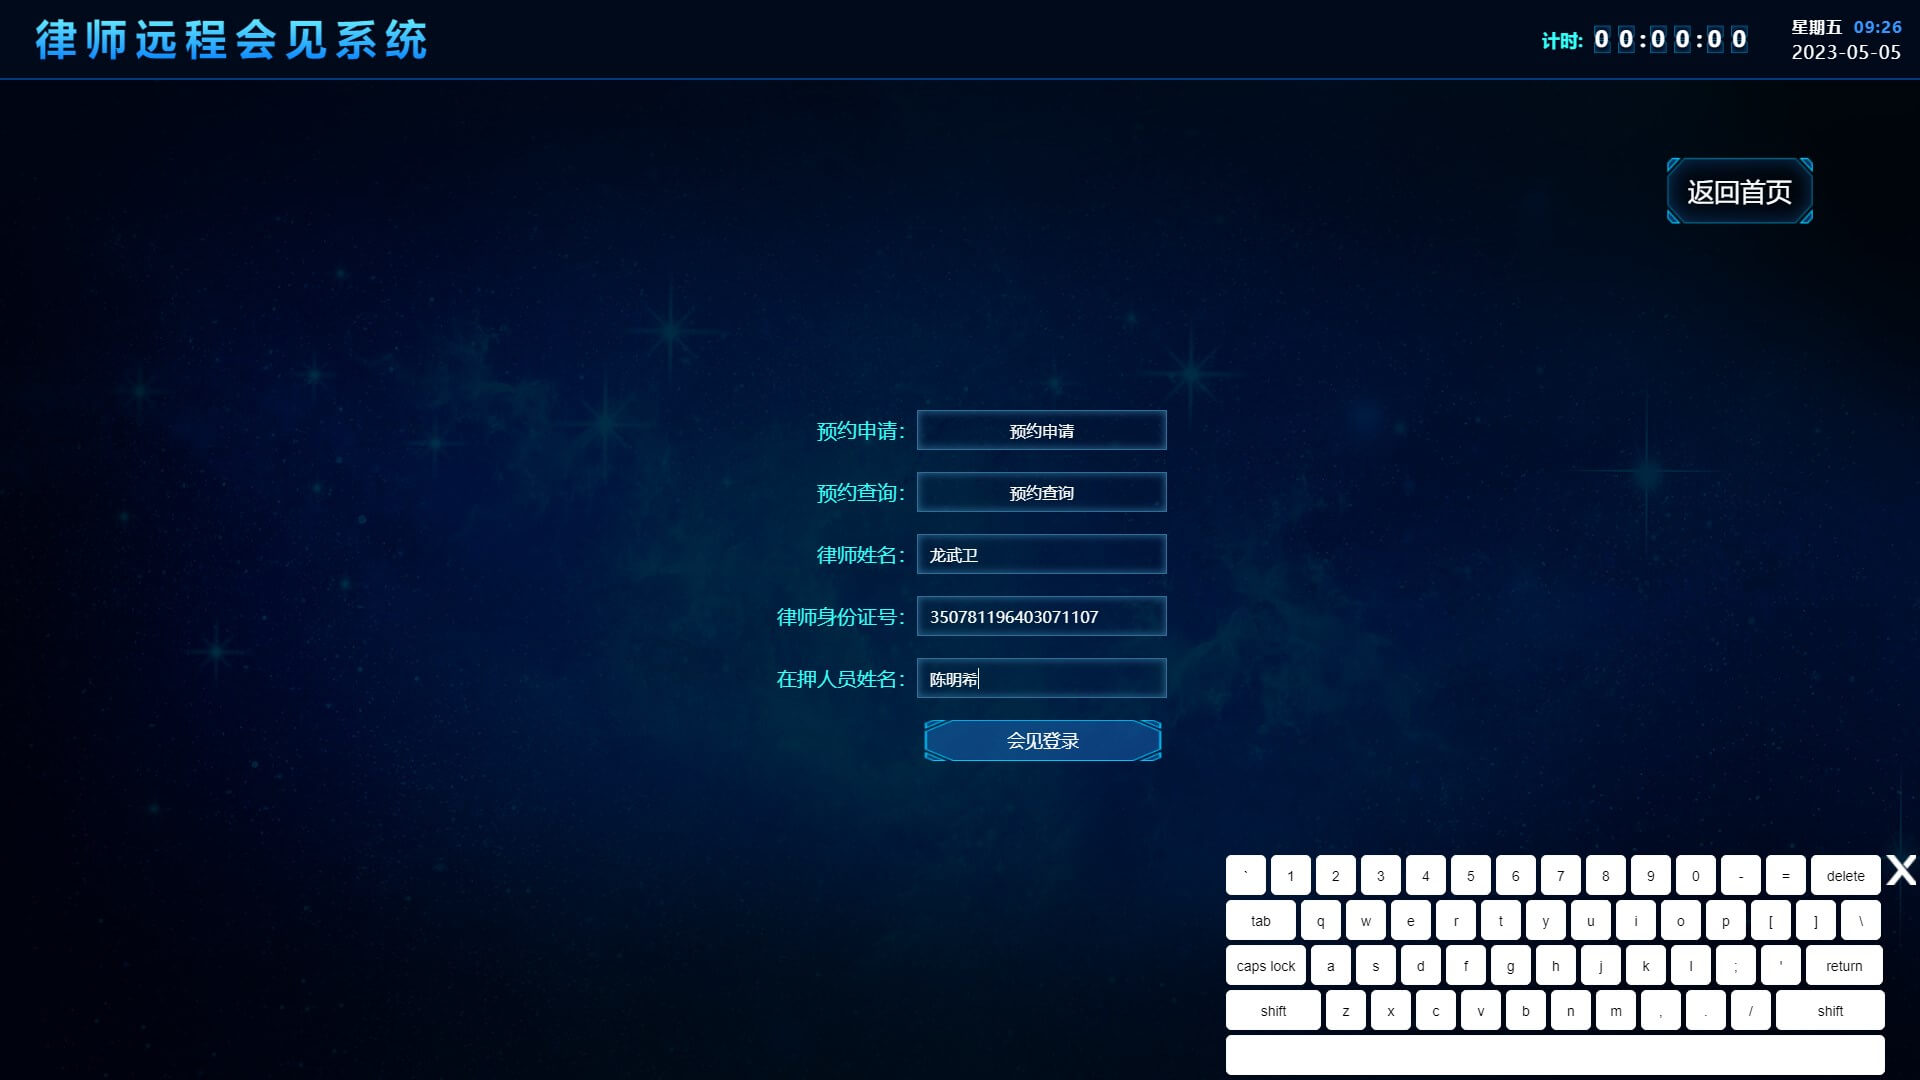 律师远程会见系统
计时: 00:00:00
星期五 09:26
2023-05-05
返回首页
预约申请: 预约申请
预约查询: 预约查询
律师姓名: 龙武卫
律师身份证号: 350781196403071107
在押人员姓名: 陈明希
会见登录
` 1 2 3 4 5 6 7 8 9 0 - = delete X
tab q w e r t y u i o p [ ] \
caps lock a s d f g h j k l ; ' return
shift z x c v b n m , . / shift